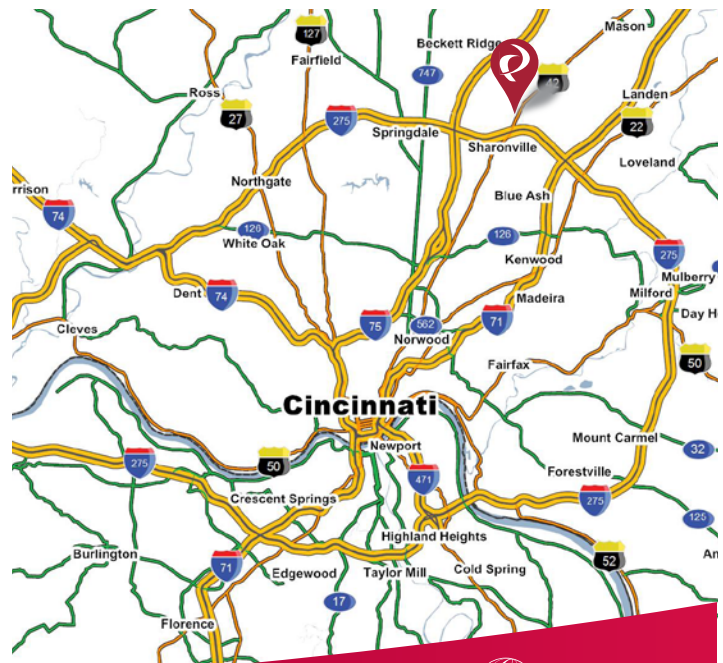 Mason
127
Beckett Ridge
Fairfield
747
42
Ross
Landen
27
275
22
Springdale
Sharonville
Loveland
Northgate
Blue Ash
74
126
126
White Oak
Kenwood
275
Mulberry
Dent
74
Madeira
Milford
75
562
71
Day H
Cleves
Norwood
Fairfax
50
Cincinnati
Mount Carmel
Newport
32
275
50
Forestville
471
275
Crescent Springs
125
Highland Heights
Burlington
52
An
71
Edgewood
Taylor Mill
Cold Spring
17
Florence